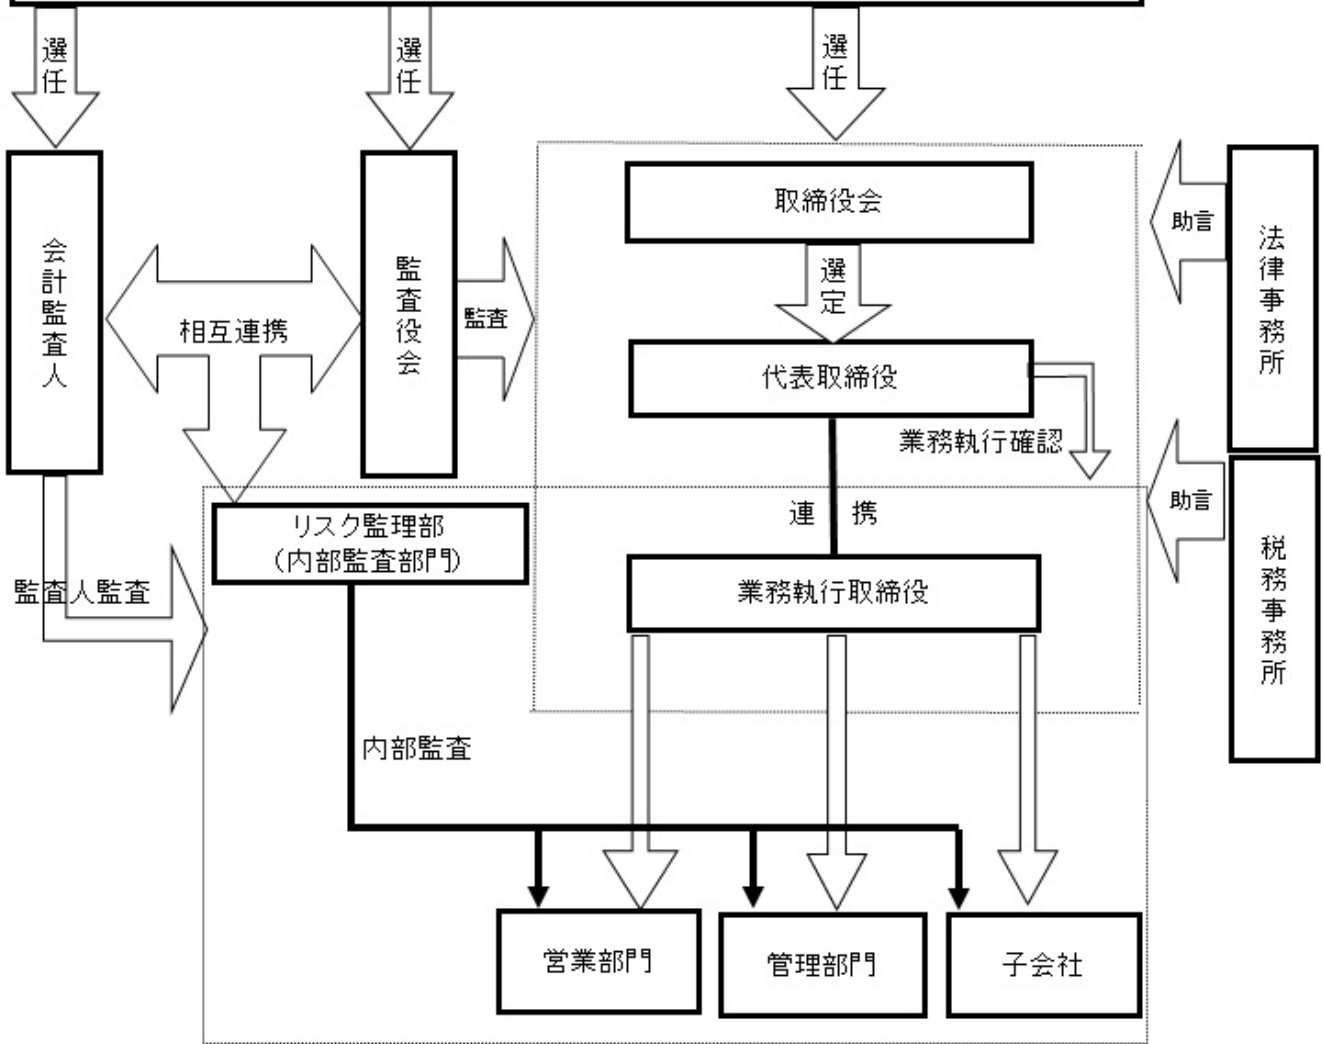 選任
選任
選任
取締役会
助言
法律事務所
会計監査人
監査役会
選定
監査
相互連携
代表取締役
業務執行確認
助言
連 携
リスク監理部
(内部監査部門)
税務事務所
監査人監査
業務執行取締役
内部監査
営業部門
管理部門
子会社